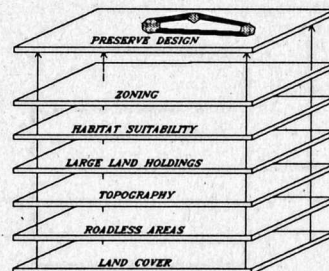 PRESERVE DESIGN
ZONING
HABITAT SUITABILITY
LARGE LAND HOLDINGS
TOPOGRAPHY
ROADLESS AREAS
LAND COVER